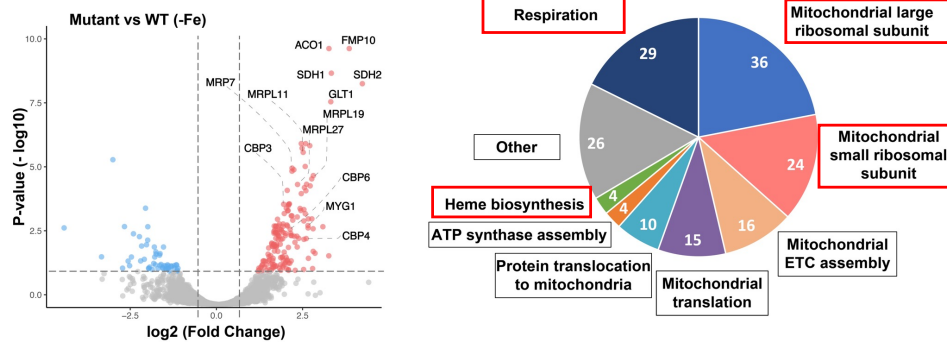 Mutant vs WT (-Fe)
P-value (- log10)
10.0
7.5
5.0
2.5
0.0
-2.5
0.0
2.5
log2 (Fold Change)
ACO1
FMP10
SDH1
SDH2
MRP7
GLT1
MRPL11
MRPL19
MRPL27
CBP3
CBP6
MYG1
CBP4
Respiration
29
Mitochondrial large
ribosomal subunit
36
Mitochondrial
small ribosomal
subunit
24
Mitochondrial
ETC assembly
16
Mitochondrial
translation
15
Protein translocation
to mitochondria
10
ATP synthase assembly
4
Heme biosynthesis
4
Other
26